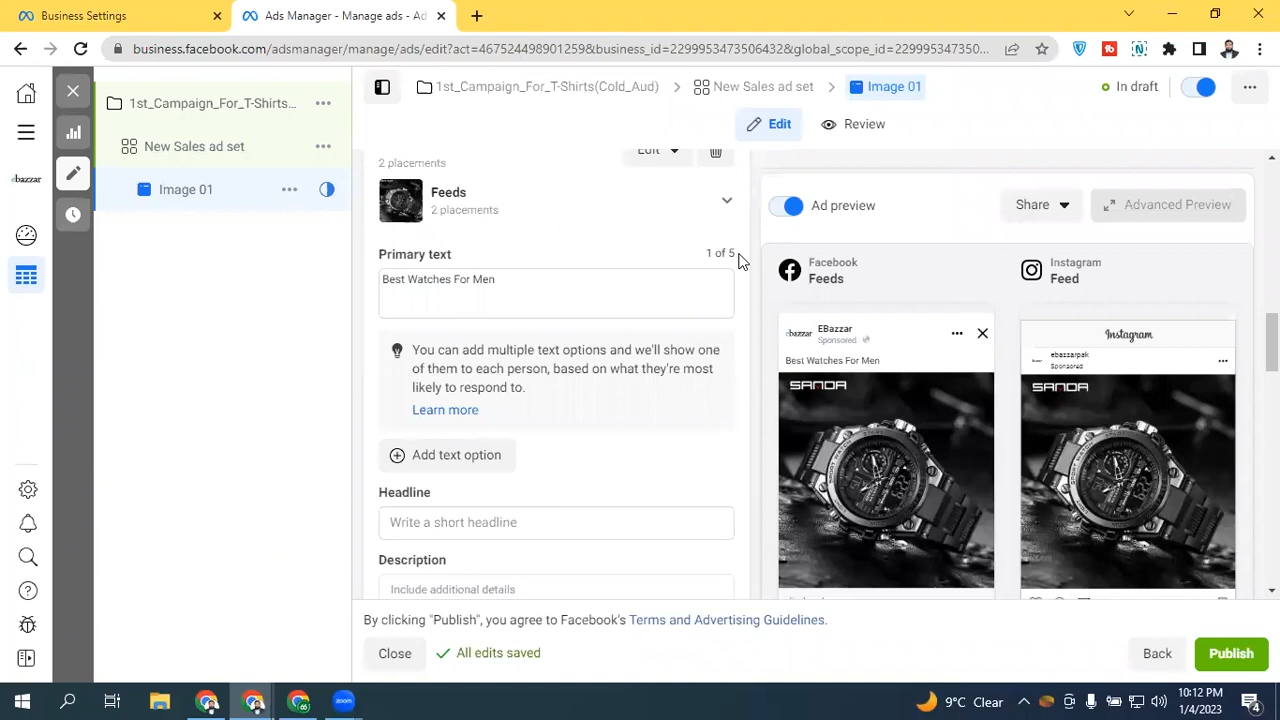 Business Settings
Ads Manager - Manage ads - Ad
business.facebook.com/adsmanager/manage/ads/edit?act=467524498901259&business_id=2299953473506432&global_scope_id=229995347350...
1st_Campaign_For_T-Shirts...
New Sales ad set
Image 01
1st_Campaign_For_T-Shirts(Cold_Aud)
New Sales ad set
Image 01
In draft
Edit
Review
2 placements
Edit
Feeds
2 placements
Primary text
1 of 5
Best Watches For Men
You can add multiple text options and we'll show one
of them to each person, based on what they're most
likely to respond to.
Learn more
Add text option
Headline
Write a short headline
Description
Include additional details
Ad preview
Share
Advanced Preview
Facebook
Feeds
Instagram
Feed
ebazzar
EBazzar
Sponsored
Best Watches For Men
SANDA
Instagram
ebazzarpak
Sponsored
SANDA
ebazzar
By clicking "Publish", you agree to Facebook's Terms and Advertising Guidelines.
Close
All edits saved
Back
Publish
9°C Clear
10:12 PM
1/4/2023
4